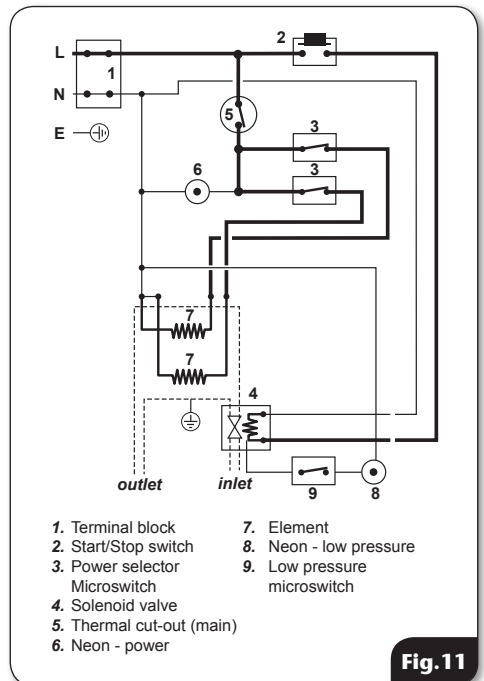 L
N
E
1
2
5
3
3
6
7
7
4
outlet
inlet
9
8
1. Terminal block
2. Start/Stop switch
3. Power selector
Microswitch
4. Solenoid valve
5. Thermal cut-out (main)
6. Neon - power
7. Element
8. Neon - low pressure
9. Low pressure
microswitch
Fig.11